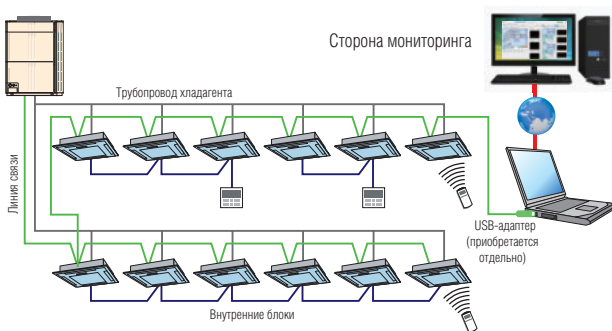 Сторона мониторинга
Трубопровод хладагента
Линия связи
USB-адаптер
(приобретается
отдельно)
Внутренние блоки